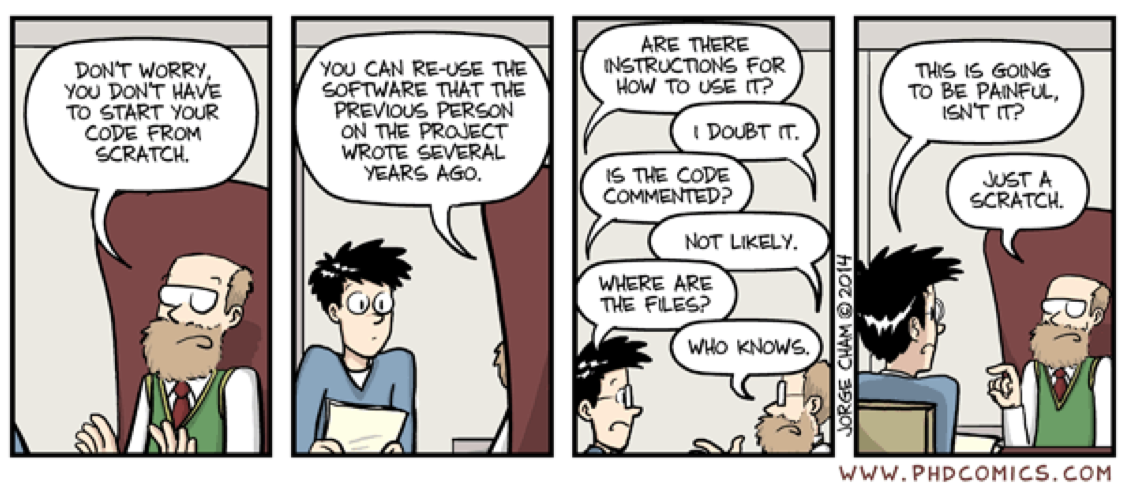 DON'T WORRY,
YOU DON'T HAVE
TO START YOUR
CODE FROM
SCRATCH.
YOU CAN RE-USE THE
SOFTWARE THAT THE
PREVIOUS PERSON
ON THE PROJECT
WROTE SEVERAL
YEARS AGO.
ARE THERE
INSTRUCTIONS FOR
HOW TO USE IT?
I DOUBT IT.
IS THE CODE
COMMENTED?
NOT LIKELY.
WHERE ARE
THE FILES?
WHO KNOWS.
JORGE CHAM © 2014
THIS IS GOING
TO BE PAINFUL,
ISN'T IT?
JUST A
SCRATCH.
WWW.PHDCOMICS.COM